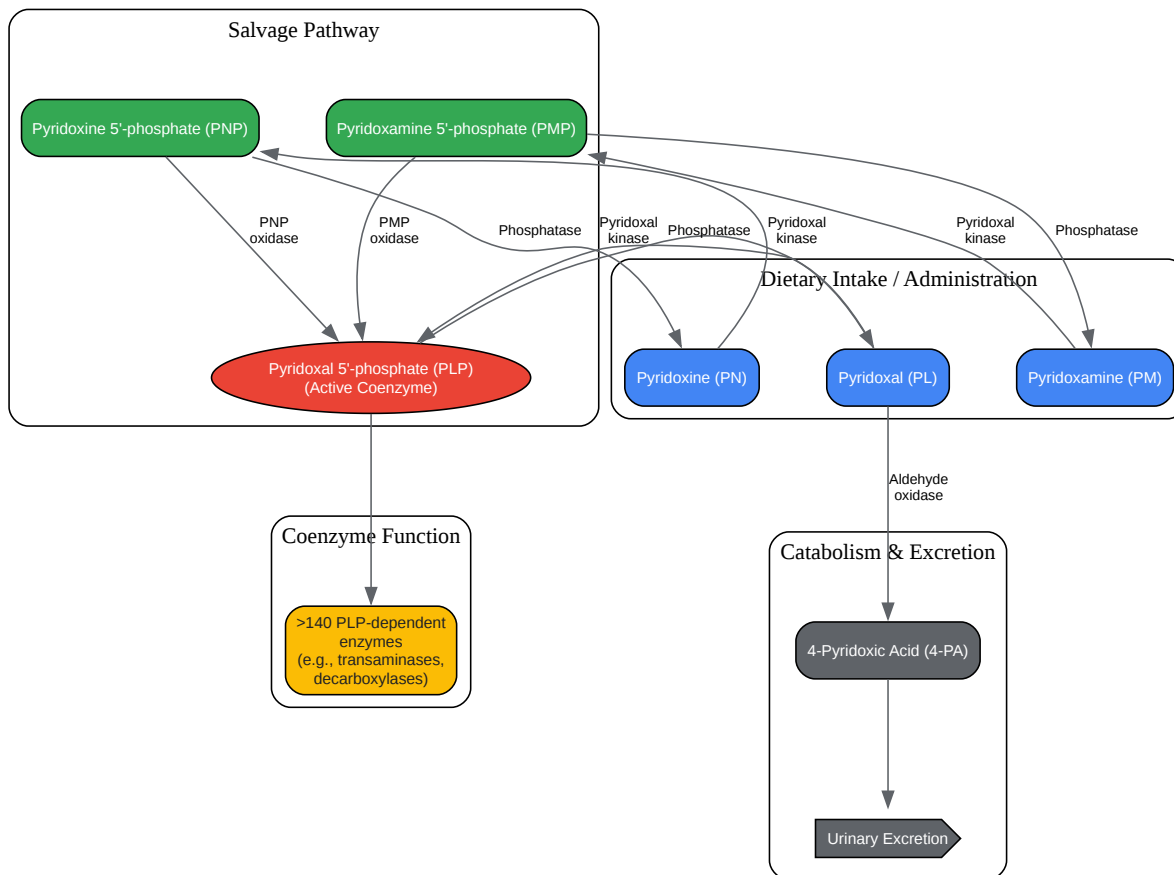 Salvage Pathway
Pyridoxine 5'-phosphate (PNP)
Pyridoxamine 5'-phosphate (PMP)
PNP
oxidase
PMP
oxidase
Phosphatase
Pyridoxal
kinase
Phosphatase
Pyridoxal
kinase
Pyridoxal
kinase
Phosphatase
Dietary Intake / Administration
Pyridoxal 5'-phosphate (PLP)
(Active Coenzyme)
Pyridoxine (PN)
Pyridoxal (PL)
Pyridoxamine (PM)
Aldehyde
oxidase
Coenzyme Function
>140 PLP-dependent
enzymes
(e.g., transaminases,
decarboxylases)
Catabolism & Excretion
4-Pyridoxic Acid (4-PA)
Urinary Excretion